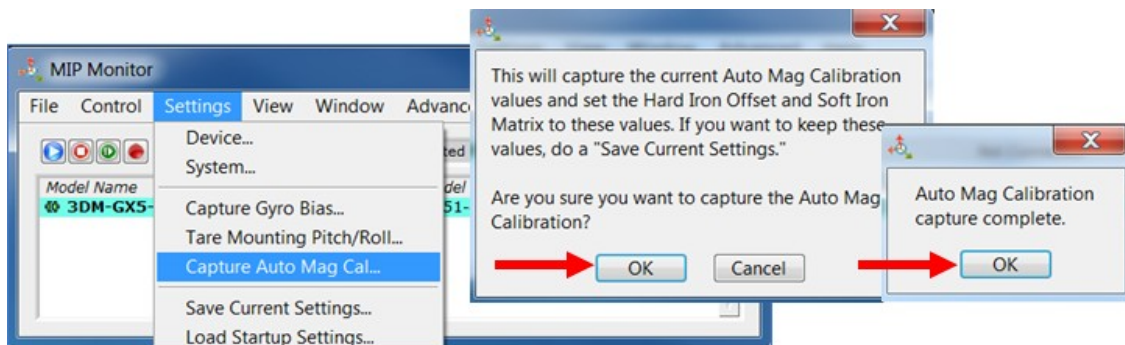 MIP Monitor
File Control Settings View Window Advanc
Device...
System...
ted
Model Name
del
3DM-GX5-
51-
Capture Gyro Bias...
Tare Mounting Pitch/Roll...
Capture Auto Mag Cal...
Save Current Settings...
Load Startup Settings...
This will capture the current Auto Mag Calibration
values and set the Hard Iron Offset and Soft Iron
Matrix to these values. If you want to keep these
values, do a "Save Current Settings."
Are you sure you want to capture the Auto Mag
Calibration?
OK Cancel
Auto Mag Calibration
capture complete.
OK